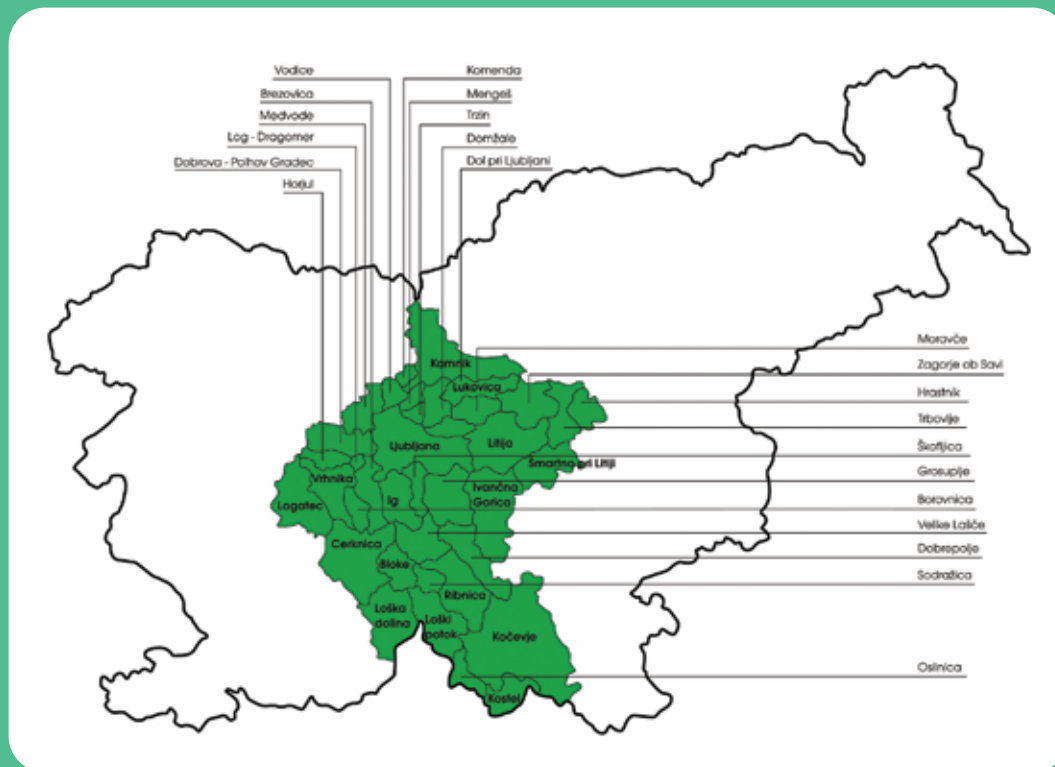 Vodice
Brezovica
Medvode
Log - Dragomer
Dobrova - Polhov Gradec
Horjul
Komenda
Mengeš
Trzin
Domžale
Dol pri Ljubljani
Moravče
Zagorje ob Savi
Hrastnik
Trbovlje
Škofljica
Grosuplje
Borovnica
Velike Lašče
Dobrepolje
Sodražica
Osilnica
Kamnik
Lukovica
Ljubljana
Litija
Šmartno pri Litiji
Vrhnika
Ig
Ivančna
Gorica
Logatec
Cerknica
Bloke
Ribnica
Loška
dolina
Loški
potok
Kočevje
Kostel